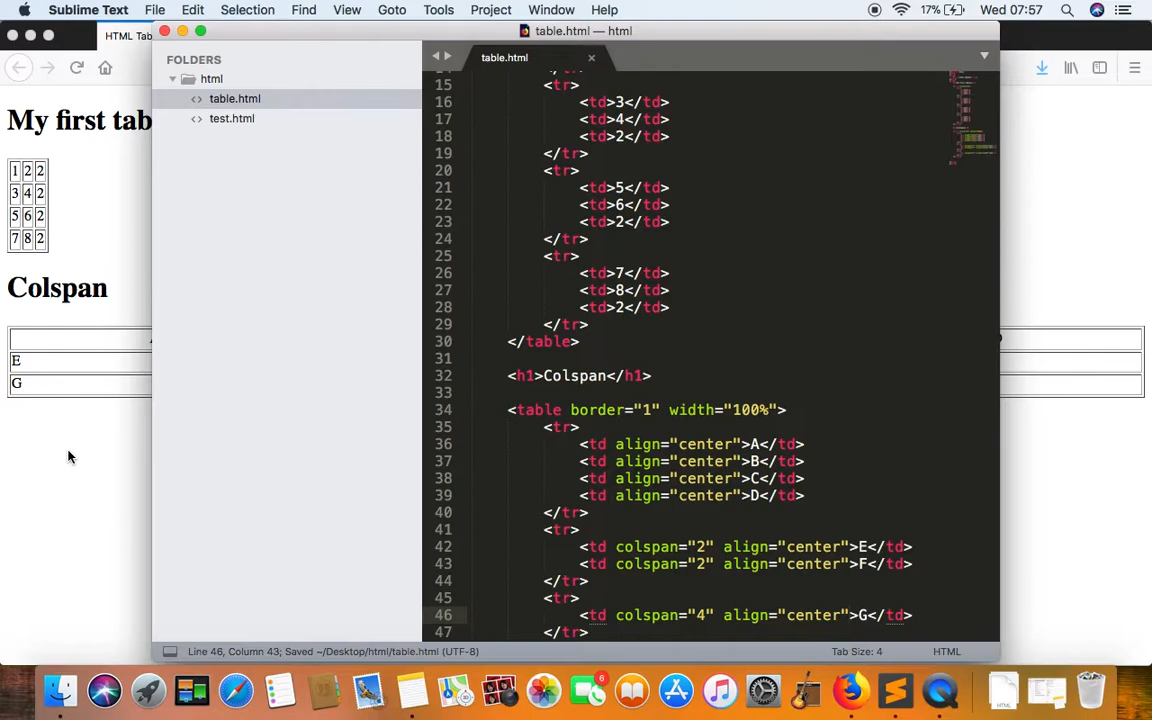 Sublime Text File Edit Selection Find View Goto Tools Project Window Help 17% Wed 07:57
table.html — html
HTML Tab
FOLDERS
html
table.html
test.html
table.html
My first tab
1 2 2
3 4 2
5 6 2
7 8 2
Colspan
E
G
15 <tr>
16 <td>3</td>
17 <td>4</td>
18 <td>2</td>
19 </tr>
20 <tr>
21 <td>5</td>
22 <td>6</td>
23 <td>2</td>
24 </tr>
25 <tr>
26 <td>7</td>
27 <td>8</td>
28 <td>2</td>
29 </tr>
30 </table>
31
32 <h1>Colspan</h1>
33
34 <table border="1" width="100%">
35 <tr>
36 <td align="center">A</td>
37 <td align="center">B</td>
38 <td align="center">C</td>
39 <td align="center">D</td>
40 </tr>
41 <tr>
42 <td colspan="2" align="center">E</td>
43 <td colspan="2" align="center">F</td>
44 </tr>
45 <tr>
46 <td colspan="4" align="center">G</td>
47 </tr>
Line 46, Column 43; Saved ~/Desktop/html/table.html (UTF-8) Tab Size: 4 HTML
6
HTML